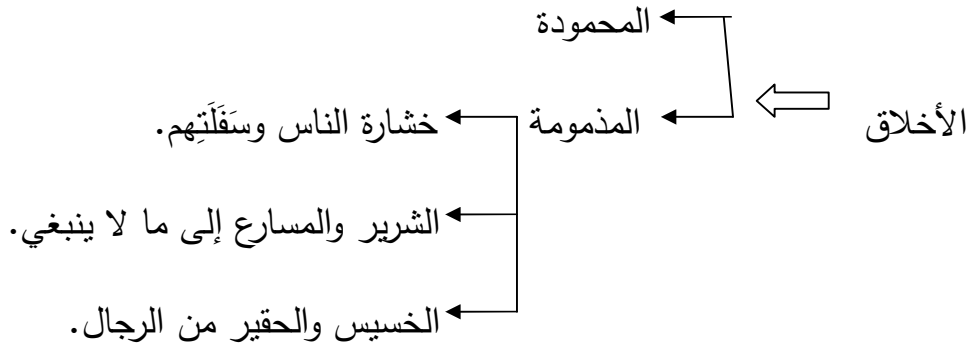 المحمودة
الأخلاق المذمومة خشارة الناس وسَفَلَتِهم.
الشرير والمسارع إلى ما لا ينبغي.
الخسيس والحقير من الرجال.